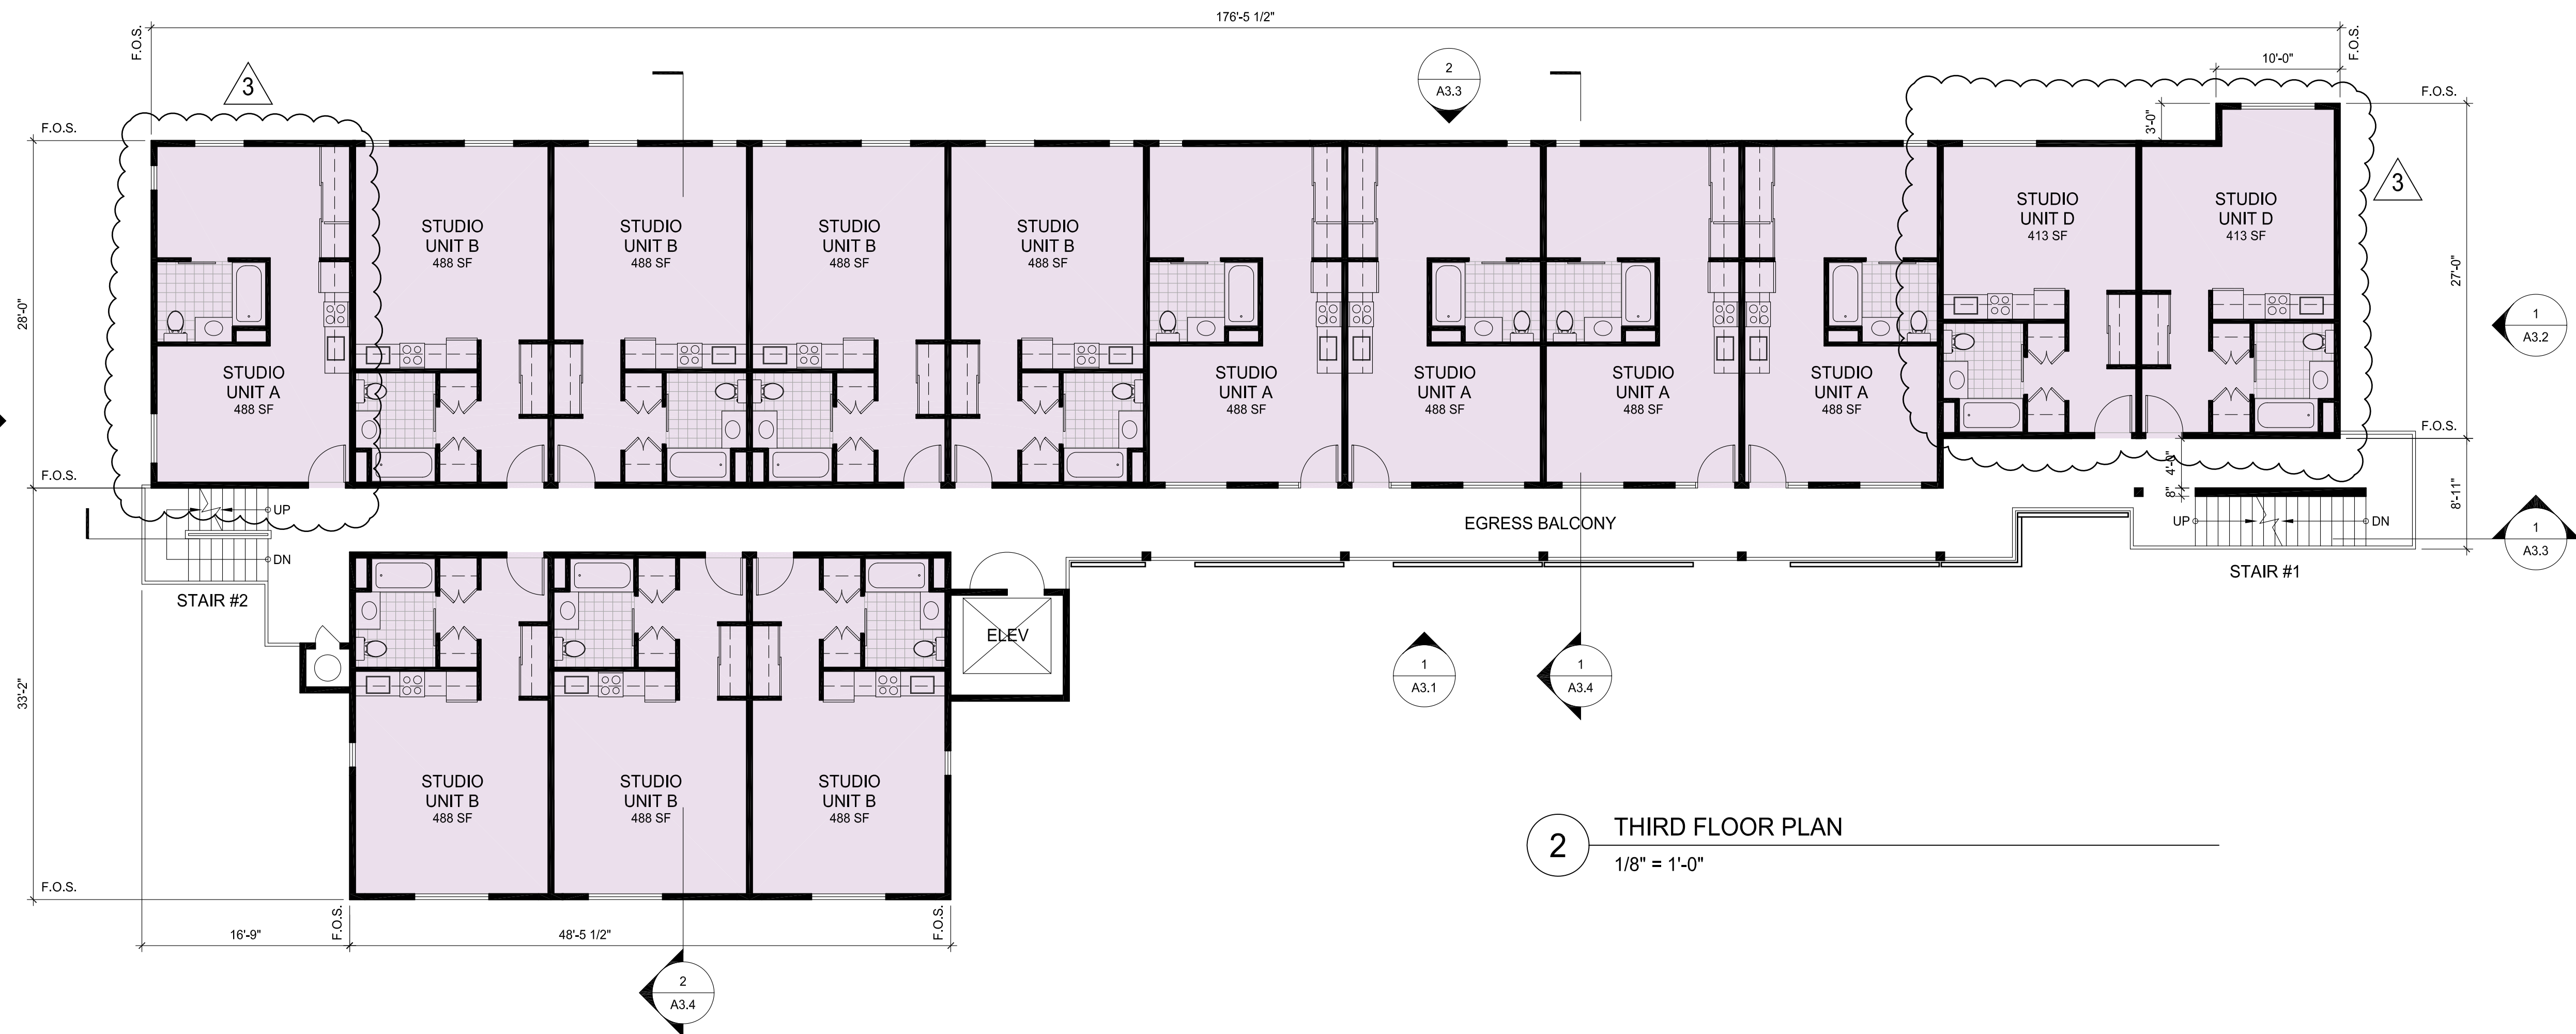 176'-5 1/2"
F.O.S.
F.O.S.
10'-0"
3
2
A3.3
F.O.S.
F.O.S.
3'-0"
3
28'-0"
27'-0"
STUDIO
UNIT B
488 SF
STUDIO
UNIT B
488 SF
STUDIO
UNIT B
488 SF
STUDIO
UNIT B
488 SF
STUDIO
UNIT D
413 SF
STUDIO
UNIT D
413 SF
1
A3.2
STUDIO
UNIT A
488 SF
STUDIO
UNIT A
488 SF
STUDIO
UNIT A
488 SF
STUDIO
UNIT A
488 SF
STUDIO
UNIT A
488 SF
F.O.S.
F.O.S.
4'-0"
8"
8'-11"
UP
DN
STAIR #2
EGRESS BALCONY
UP
DN
STAIR #1
1
A3.3
ELEV
1
A3.1
1
A3.4
33'-2"
STUDIO
UNIT B
488 SF
STUDIO
UNIT B
488 SF
STUDIO
UNIT B
488 SF
2
THIRD FLOOR PLAN
1/8" = 1'-0"
F.O.S.
F.O.S.
F.O.S.
16'-9"
48'-5 1/2"
2
A3.4